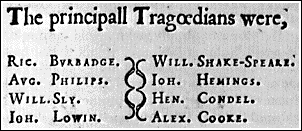 The principall Tragœdians were,
Ric. Bvrbadge. Will. Shake-Speare.
Avg. Philips. Ioh. Hemings.
Will. Sly. Hen. Condel.
Ioh. Lowin. Alex. Cooke.